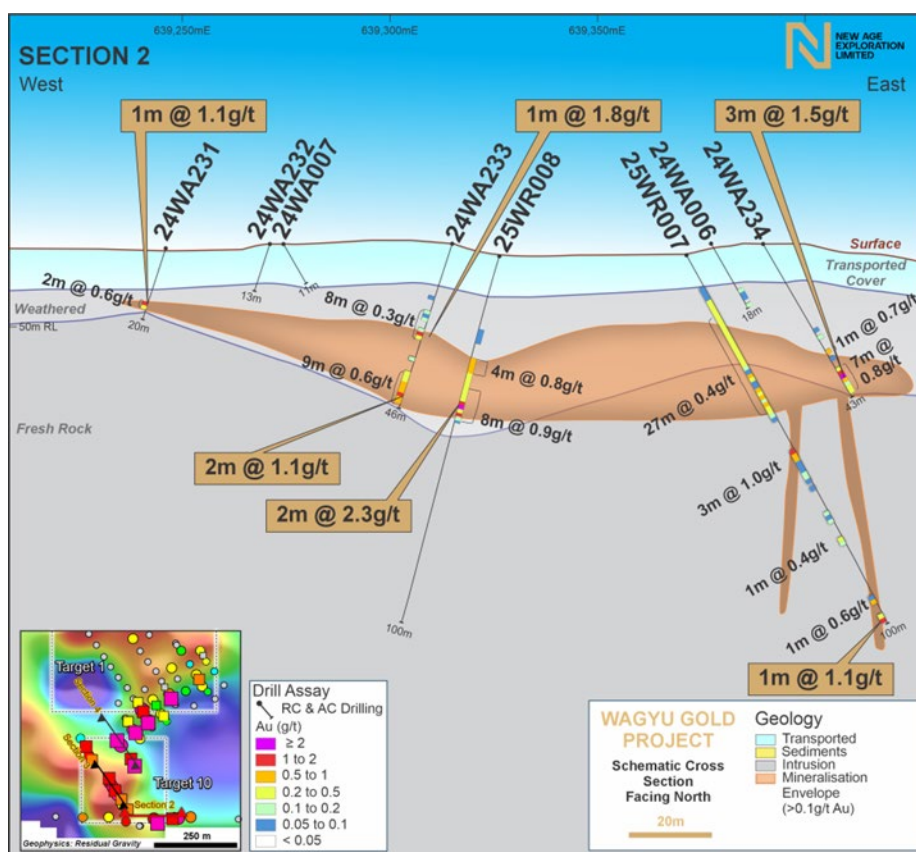 639,250mE
639,300mE
639,350mE
SECTION 2
West
NEW AGE
EXPLORATION
LIMITED
East
1m @ 1.1g/t
1m @ 1.8g/t
3m @ 1.5g/t
24WA231
24WA232
24WA007
24WA233
25WR008
25WR007
24WA006
24WA234
Surface
Transported
Cover
2m @ 0.6g/t
Weathered
50m RL
20m
13m
11m
8m @ 0.3g/t
18m
1m @ 0.7g/t
7m @
0.8g/t
43m
9m @ 0.6g/t
46m
4m @ 0.8g/t
8m @ 0.9g/t
27m @ 0.4g/t
Fresh Rock
2m @ 1.1g/t
2m @ 2.3g/t
3m @ 1.0g/t
1m @ 0.4g/t
1m @ 0.6g/t
100m
100m
1m @ 1.1g/t
Target 1
Target 10
Section 2
250 m
Geophysics: Residual Gravity
Drill Assay
RC & AC Drilling
Au (g/t)
≥ 2
1 to 2
0.5 to 1
0.2 to 0.5
0.1 to 0.2
0.05 to 0.1
< 0.05
WAGYU GOLD
PROJECT
Schematic Cross
Section
Facing North
20m
Geology
Transported
Sediments
Intrusion
Mineralisation
Envelope
(>0.1g/t Au)